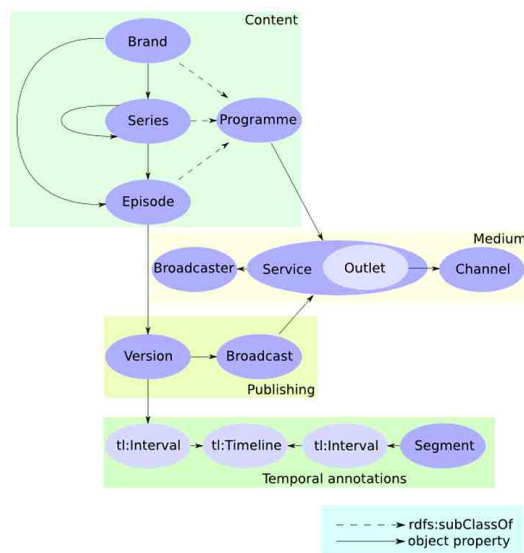 Content
Brand
Series
Programme
Episode
Medium
Broadcaster
Service
Outlet
Channel
Version
Broadcast
Publishing
tl:Interval
tl:Timeline
tl:Interval
Segment
Temporal annotations
rdfs:subClassOf
object property